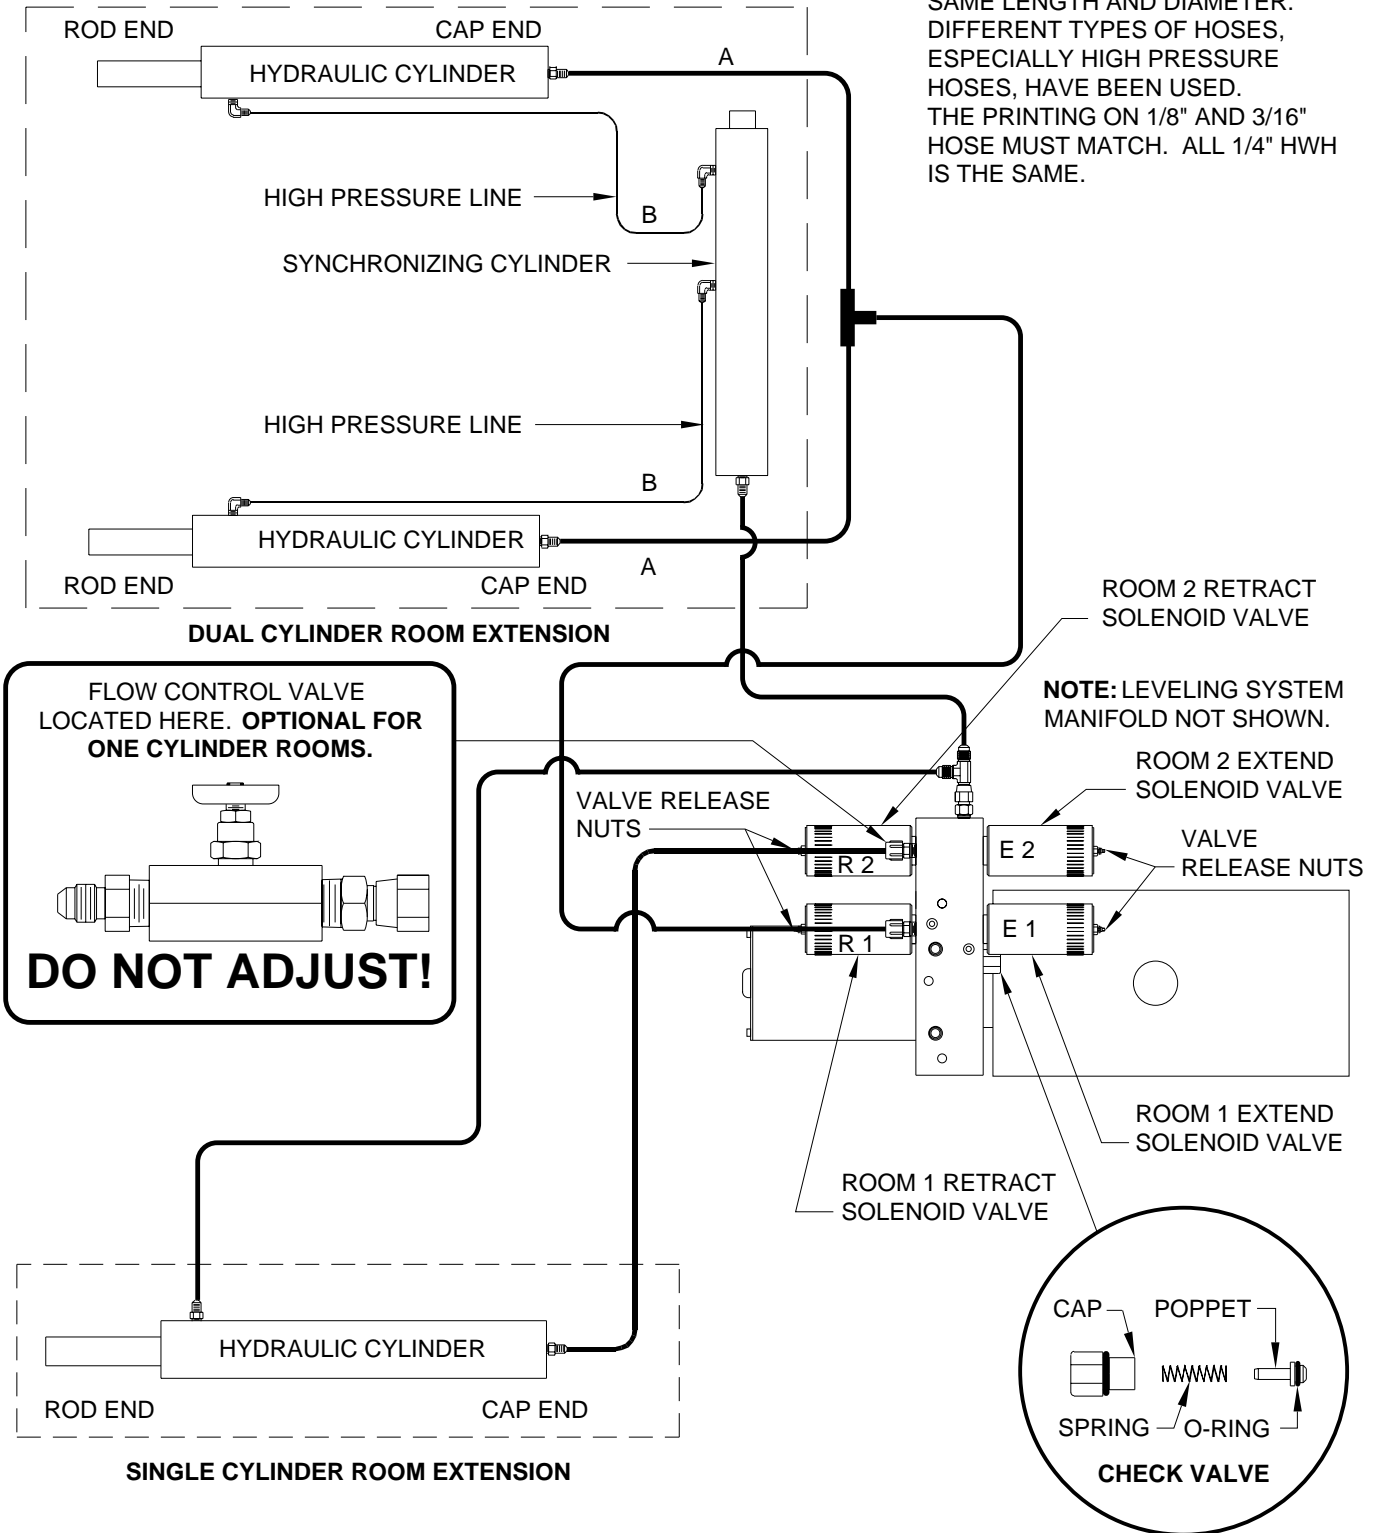 SAME LENGTH AND DIAMETER.
DIFFERENT TYPES OF HOSES,
ESPECIALLY HIGH PRESSURE
HOSES, HAVE BEEN USED.
THE PRINTING ON 1/8" AND 3/16"
HOSE MUST MATCH. ALL 1/4" HWH
IS THE SAME.
ROD END
CAP END
A
HYDRAULIC CYLINDER
HIGH PRESSURE LINE
B
SYNCHRONIZING CYLINDER
HIGH PRESSURE LINE
B
HYDRAULIC CYLINDER
A
ROD END
CAP END
DUAL CYLINDER ROOM EXTENSION
ROOM 2 RETRACT
SOLENOID VALVE
FLOW CONTROL VALVE
LOCATED HERE. OPTIONAL FOR
ONE CYLINDER ROOMS.
DO NOT ADJUST!
NOTE: LEVELING SYSTEM
MANIFOLD NOT SHOWN.
ROOM 2 EXTEND
SOLENOID VALVE
VALVE RELEASE
NUTS
R 2
E 2
VALVE
RELEASE NUTS
R 1
E 1
ROOM 1 EXTEND
SOLENOID VALVE
ROOM 1 RETRACT
SOLENOID VALVE
HYDRAULIC CYLINDER
ROD END
CAP END
SINGLE CYLINDER ROOM EXTENSION
CAP
POPPET
SPRING
O-RING
CHECK VALVE